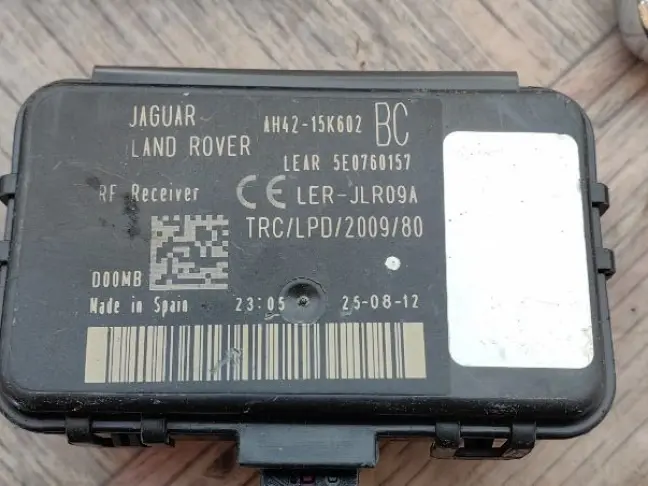 JAGUAR
LAND ROVER
AH42-15K602 BC
LEAR 5E0760157
RF Receiver
CE LER-JLR09A
TRC/LPD/2009/80
D00MB
Made in Spain 23:05 25-08-12